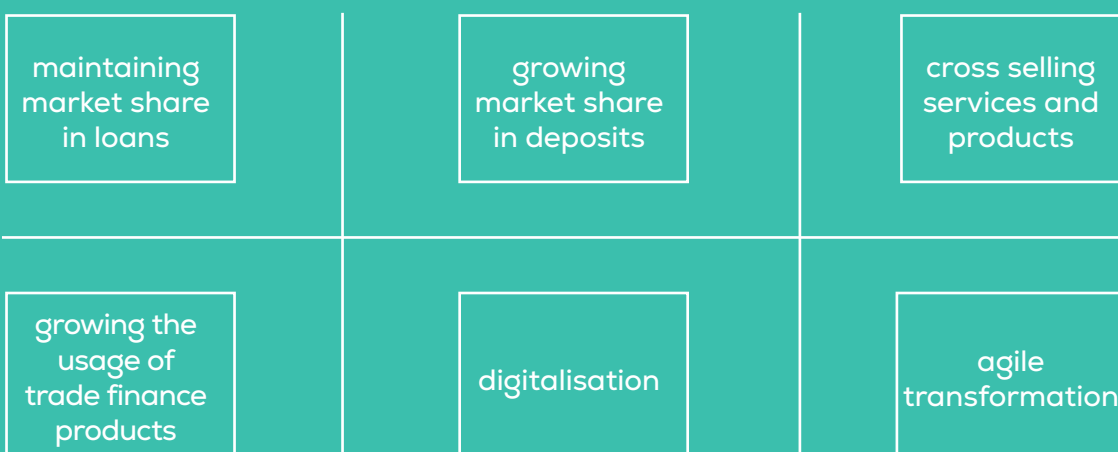 maintaining
market share
in loans
growing
market share
in deposits
cross selling
services and
products
growing the
usage of
trade finance
products
digitalisation
agile
transformation